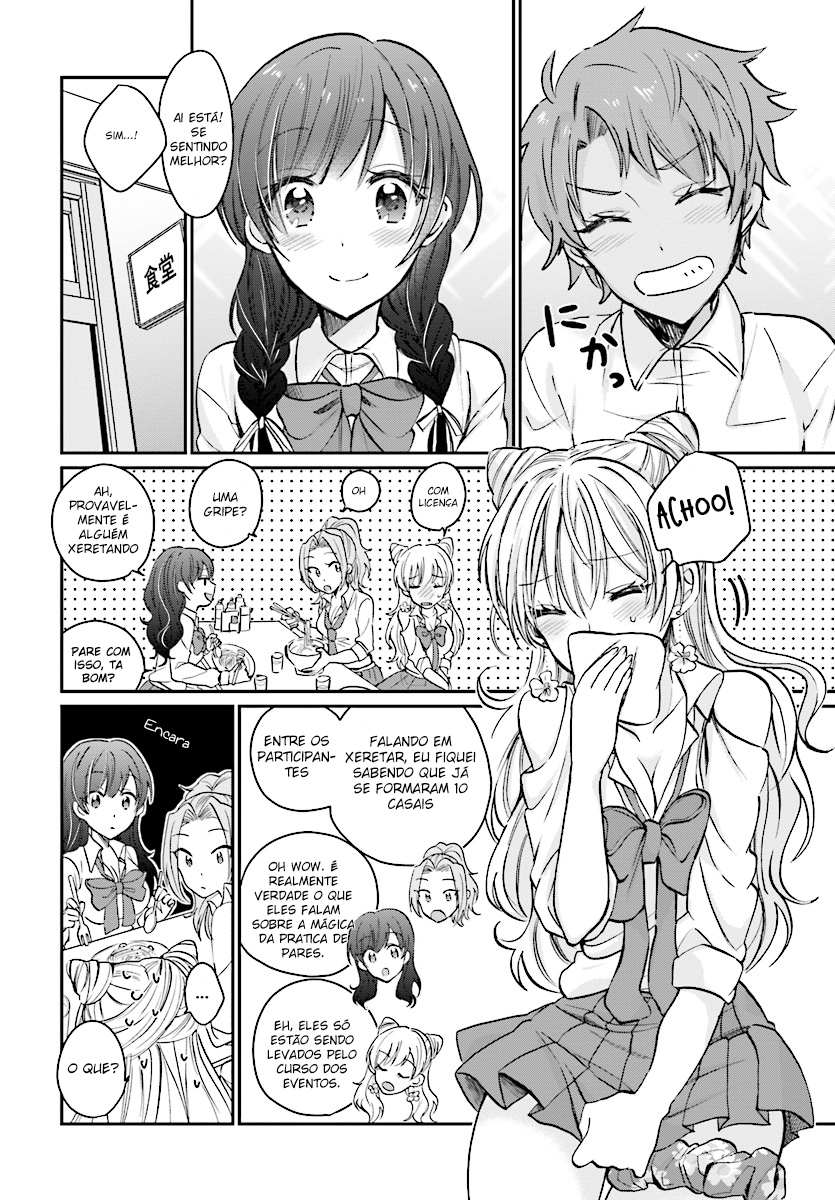 にかっ
AI ESTÁ!
SE
SENTINDO
MELHOR?
SIM...!
食堂
ACHOO!
COM
LICENÇA
OH
UMA
GRIPE?
AH,
PROVAVEL-
MENTE É
ALGUÉM
XERETANDO
PARE COM
ISSO, TA
BOM?
FALANDO EM
XERETAR, EU FIQUEI
SABENDO QUE JÁ
SE FORMARAM 10
CASAIS
ENTRE OS
PARTICIPAN-
TES
OH WOW. É
REALMENTE
VERDADE O QUE
ELES FALAM
SOBRE A MÁGICA
DA PRATICA DE
PARES.
EH, ELES SÓ
ESTÃO SENDO
LEVADOS PELO
CURSO DOS
EVENTOS.
Encara
...
O QUE?